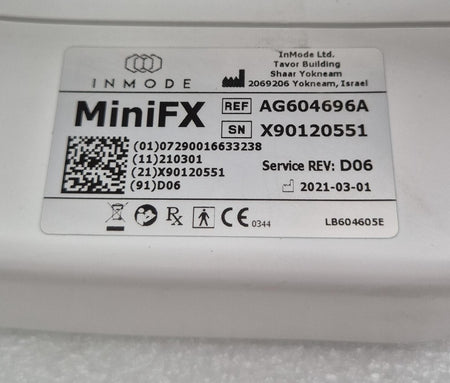 INMODE
InMode Ltd.
Tavor Building
Shaar Yokneam
2069206 Yokneam, Israel
MiniFX
REF AG604696A
SN X90120551
(01)07290016633238
(11)210301
(21)X90120551
(91)D06
Service REV: D06
2021-03-01
Rx
CE 0344
LB604605E